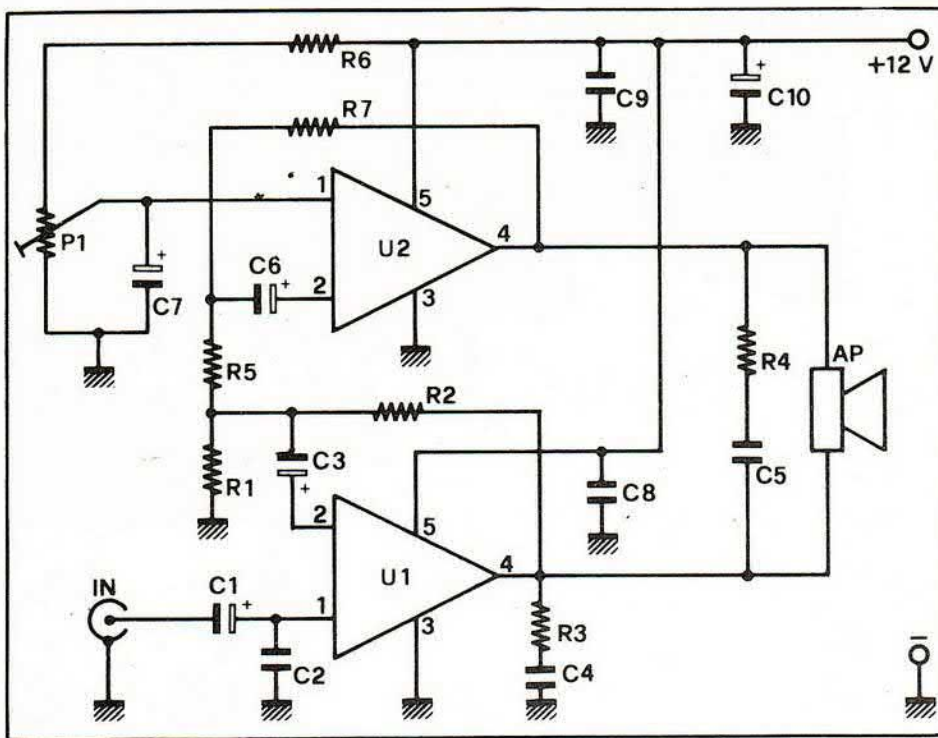 R6
+12 V
C9
C10
R7
1
5
P1
U2
4
C6
+
+
2
C7
3
R5
R4
AP
R2
C3
+
R1
C8
C5
2
5
U1
4
IN
C1
+
1
3
R3
C2
C4
+
–